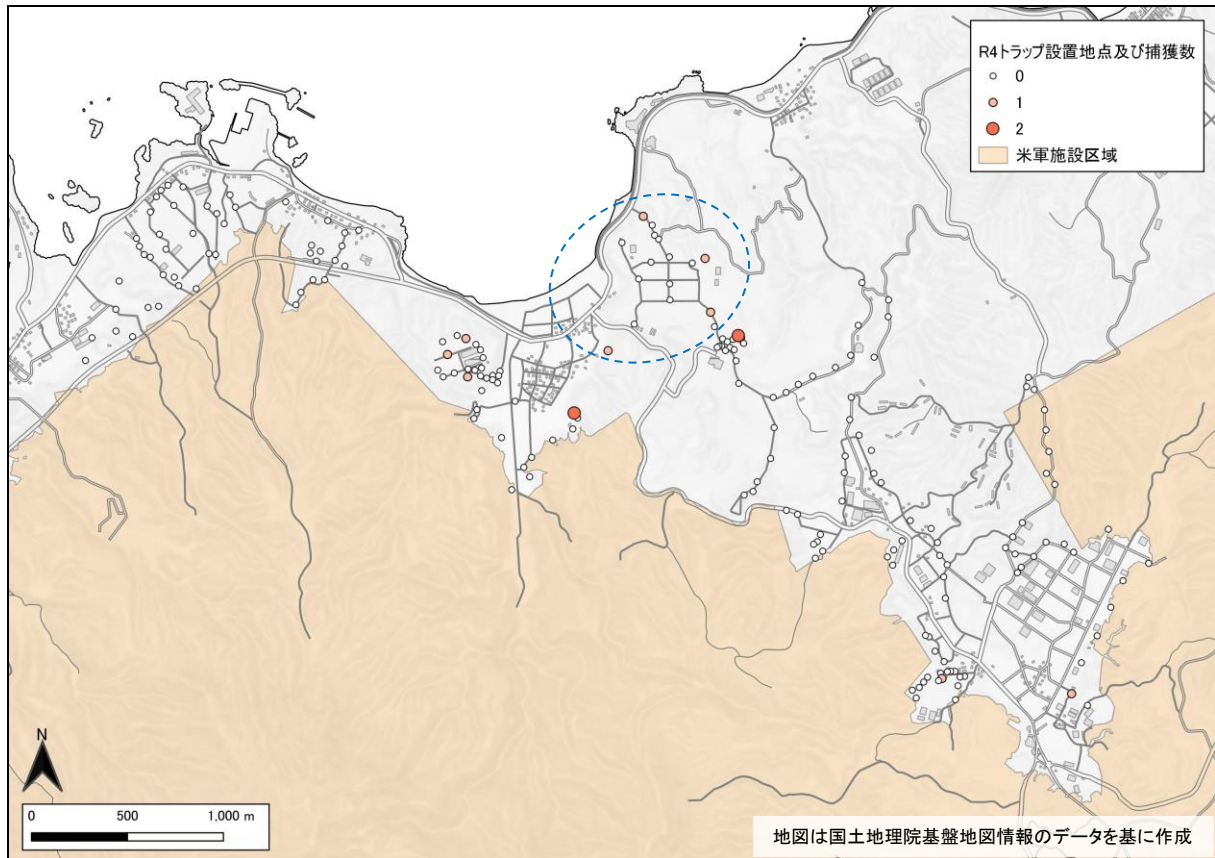 R4トラップ設置地点及び捕獲数
0
1
2
米軍施設区域
N
0 500 1,000 m
地図は国土地理院基盤地図情報のデータを基に作成